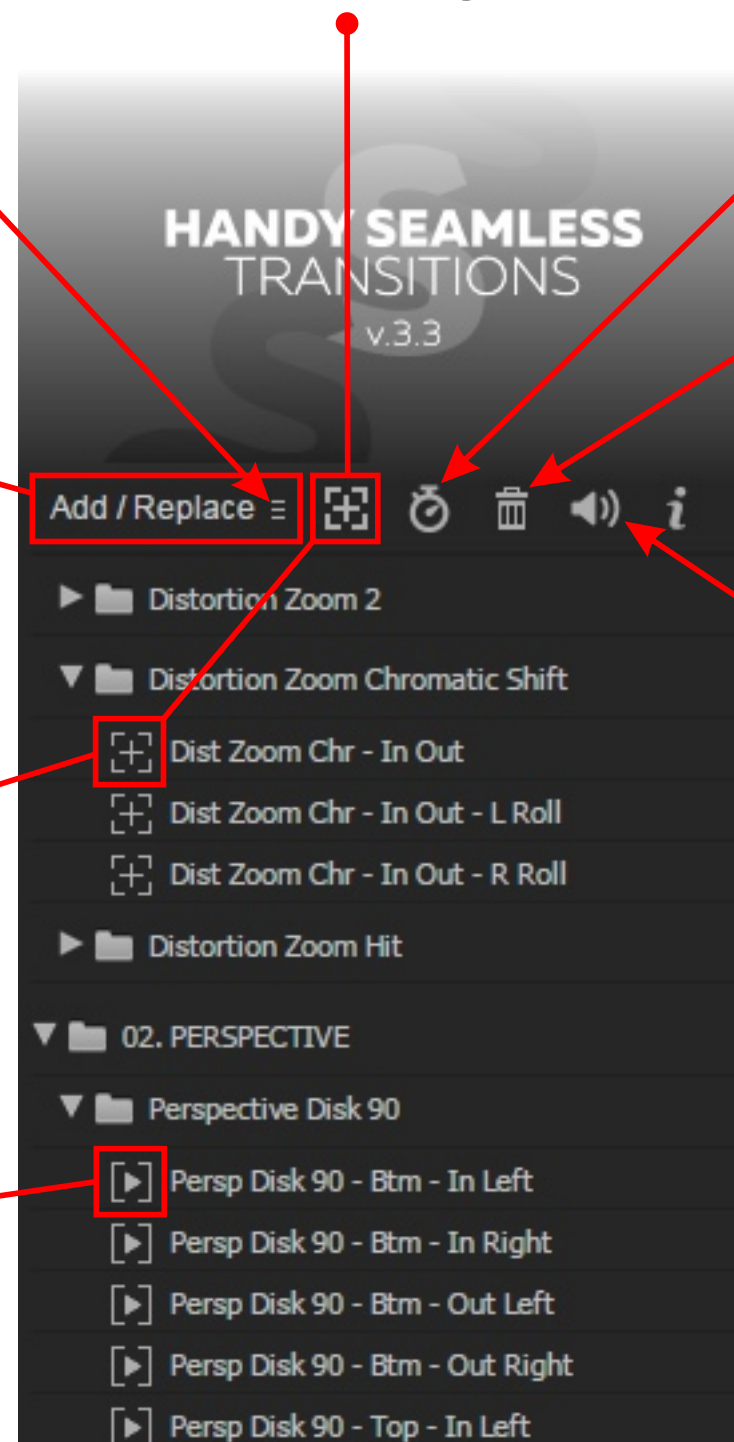 HANDY SEAMLESS
TRANSITIONS
v.3.3
Add / Replace
Distortion Zoom 2
Distortion Zoom Chromatic Shift
Dist Zoom Chr - In Out
Dist Zoom Chr - In Out - L Roll
Dist Zoom Chr - In Out - R Roll
Distortion Zoom Hit
02. PERSPECTIVE
Perspective Disk 90
Persp Disk 90 - Btm - In Left
Persp Disk 90 - Btm - In Right
Persp Disk 90 - Btm - Out Left
Persp Disk 90 - Btm - Out Right
Persp Disk 90 - Top - In Left